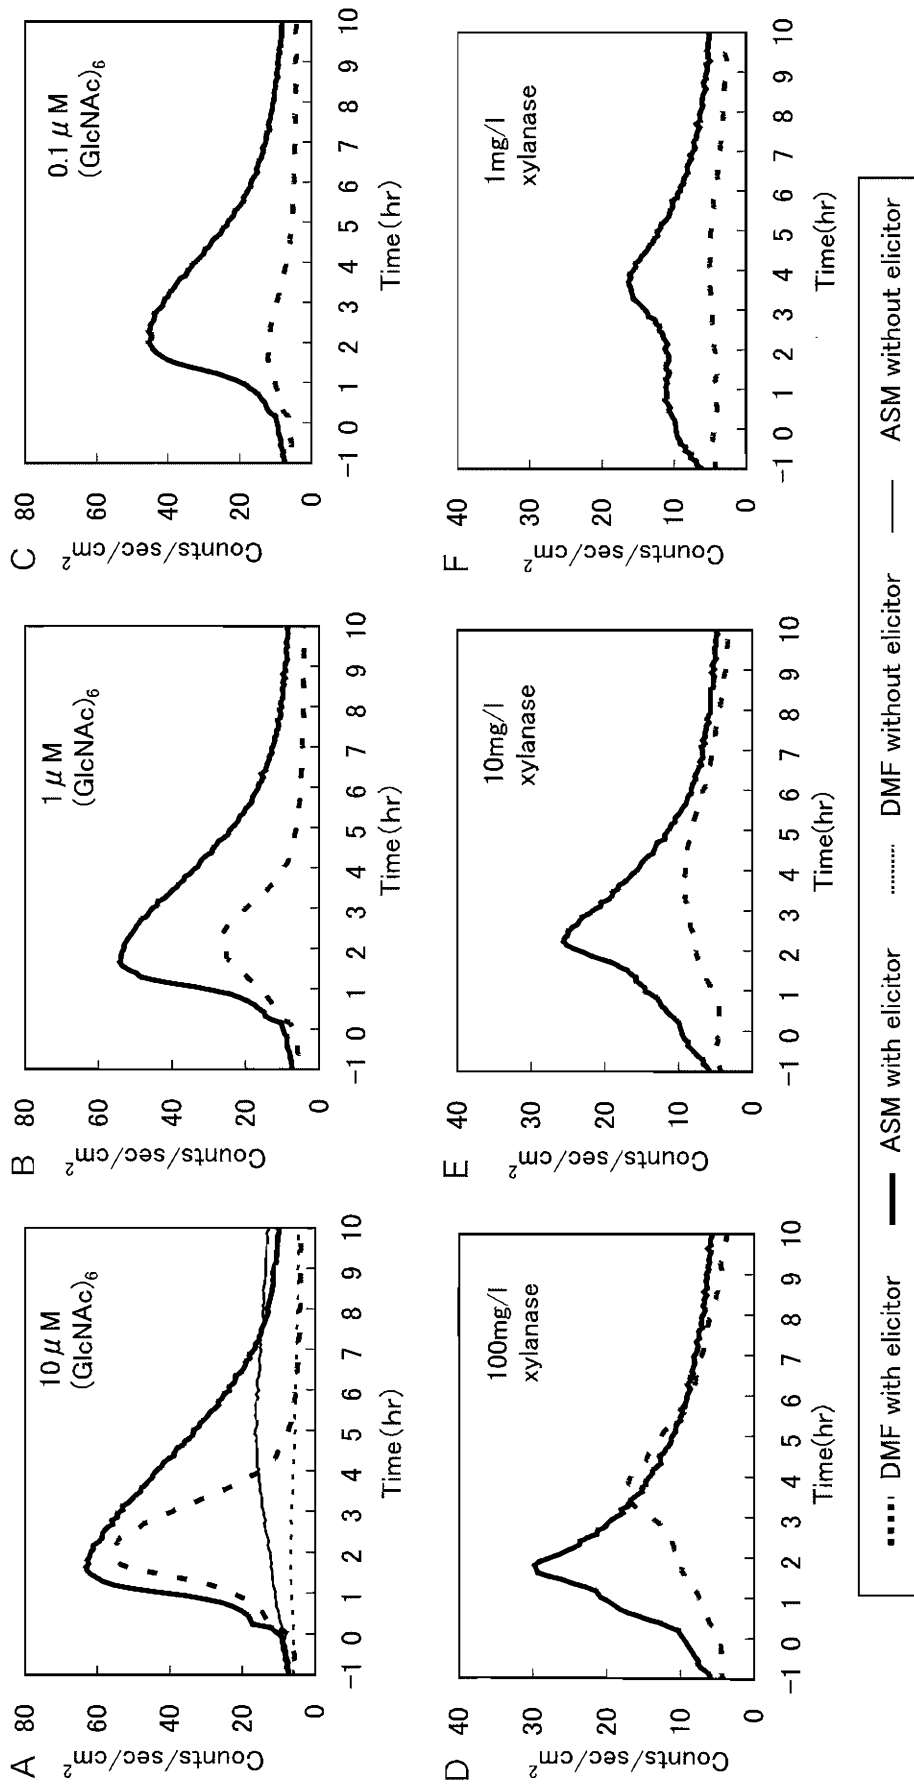 A
10 μM
(GlcNAc)6
Counts/sec/cm2
80
60
40
20
0
-1 0 1 2 3 4 5 6 7 8 9 10
Time(hr)
B
1 μM
(GlcNAc)6
Counts/sec/cm2
80
60
40
20
0
-1 0 1 2 3 4 5 6 7 8 9 10
Time(hr)
C
0.1 μM
(GlcNAc)6
Counts/sec/cm2
80
60
40
20
0
-1 0 1 2 3 4 5 6 7 8 9 10
Time(hr)
D
100mg/l
xylanase
Counts/sec/cm2
40
30
20
10
0
-1 0 1 2 3 4 5 6 7 8 9 10
Time(hr)
E
10mg/l
xylanase
Counts/sec/cm2
40
30
20
10
0
-1 0 1 2 3 4 5 6 7 8 9 10
Time(hr)
F
1mg/l
xylanase
Counts/sec/cm2
40
30
20
10
0
-1 0 1 2 3 4 5 6 7 8 9 10
Time(hr)
DMF with elicitor ASM with elicitor DMF without elicitor ASM without elicitor